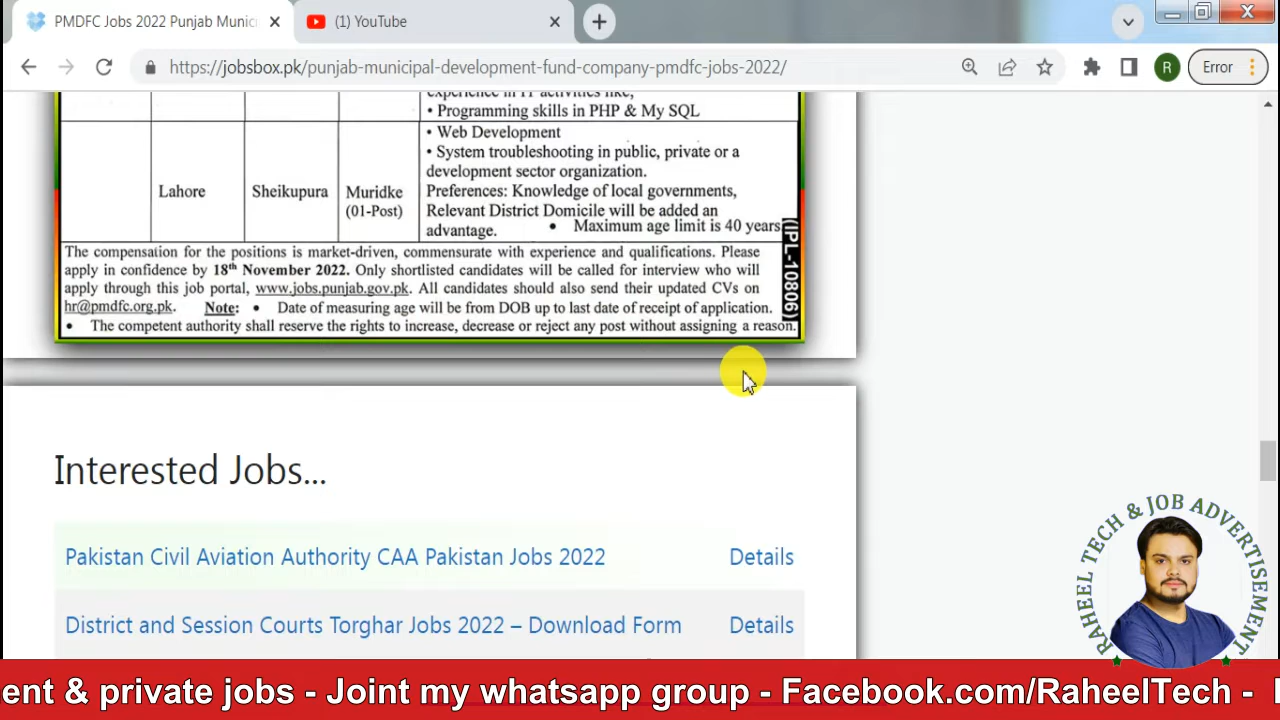 PMDFC Jobs 2022 Punjab Munic
(1) YouTube
https://jobsbox.pk/punjab-municipal-development-fund-company-pmdfc-jobs-2022/
R
Error
experience in IT activities like,
• Programming skills in PHP & My SQL
• Web Development
• System troubleshooting in public, private or a
development sector organization.
Lahore Sheikupura Muridke Preferences: Knowledge of local governments,
(01-Post) Relevant District Domicile will be added an
advantage. • Maximum age limit is 40 years
(IPL-10806)
The compensation for the positions is market-driven, commensurate with experience and qualifications. Please
apply in confidence by 18th November 2022. Only shortlisted candidates will be called for interview who will
apply through this job portal, www.jobs.punjab.gov.pk. All candidates should also send their updated CVs on
hr@pmdfc.org.pk. Note: • Date of measuring age will be from DOB up to last date of receipt of application.
• The competent authority shall reserve the rights to increase, decrease or reject any post without assigning a reason.
Interested Jobs...
Pakistan Civil Aviation Authority CAA Pakistan Jobs 2022 Details
District and Session Courts Torghar Jobs 2022 – Download Form Details
RAHEEL TECH & JOB ADVERTISEMENT
ent & private jobs - Joint my whatsapp group - Facebook.com/RaheelTech -